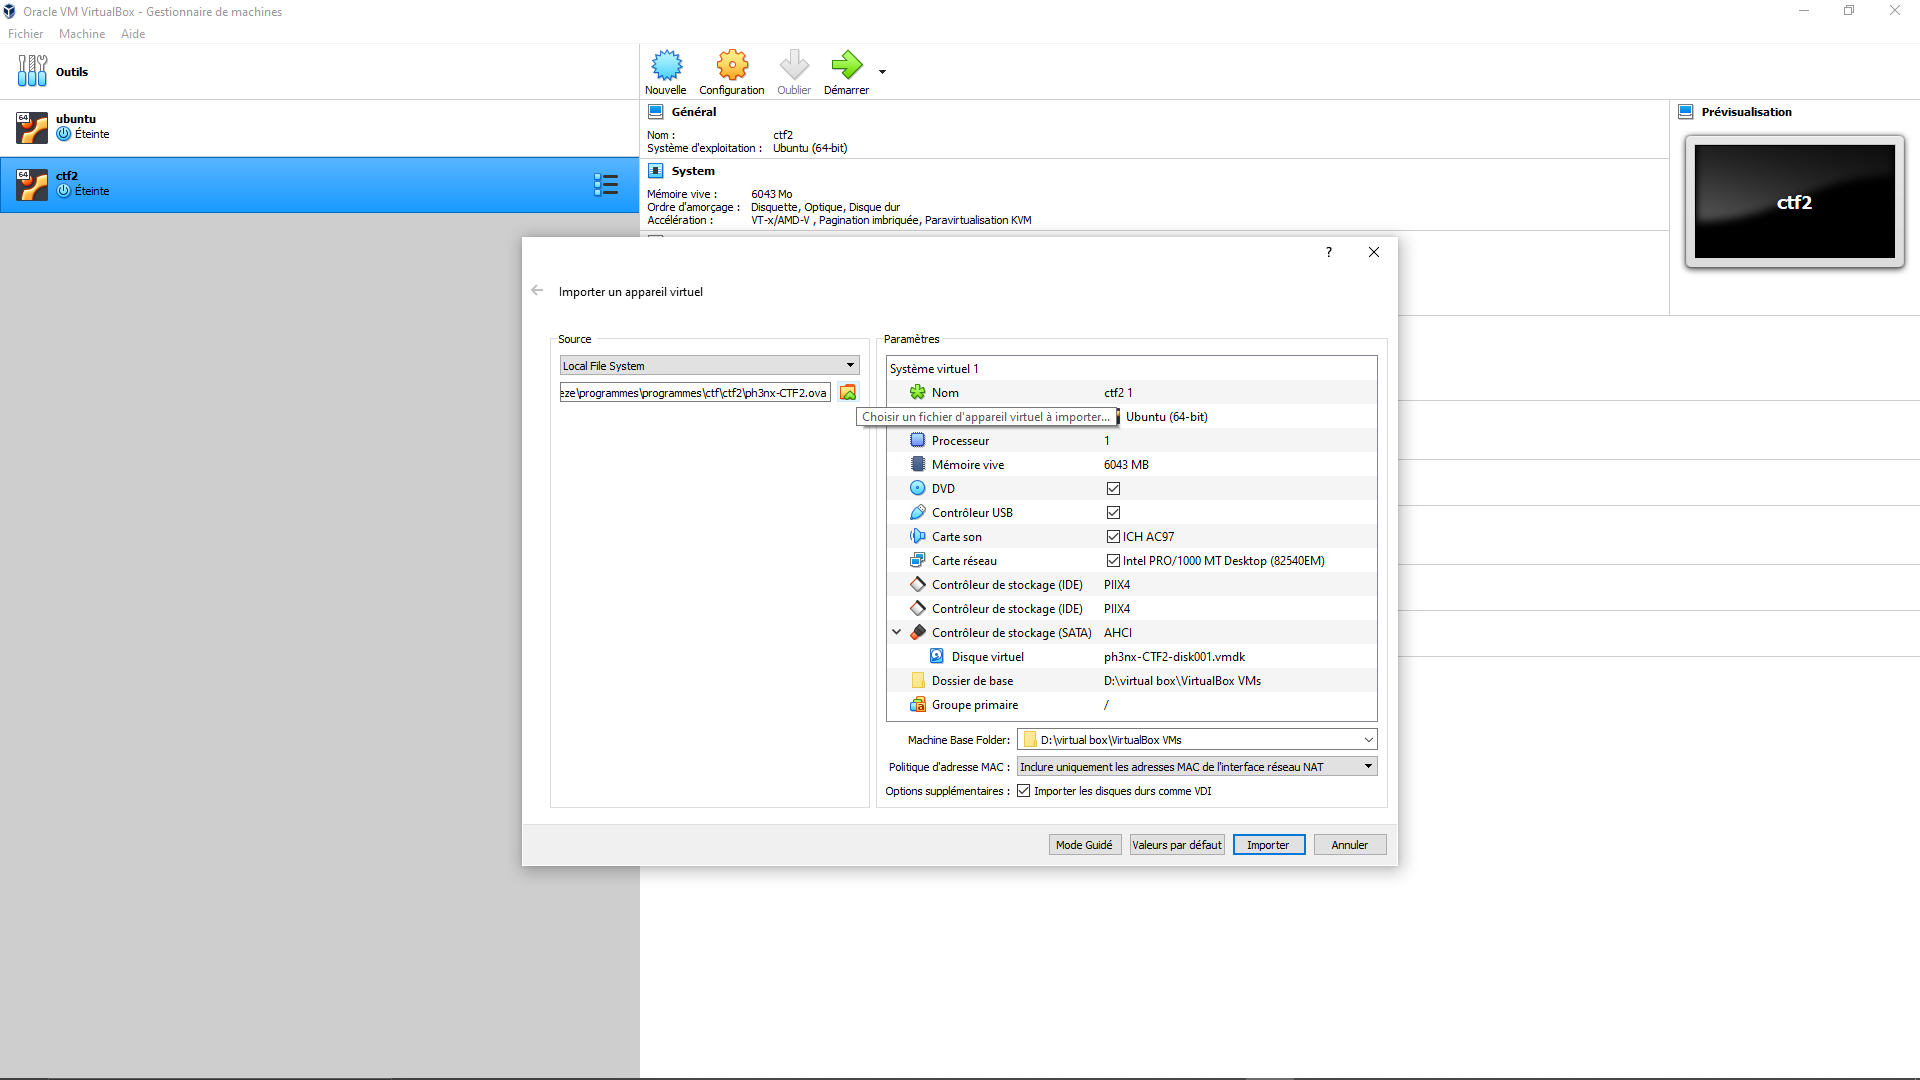 Oracle VM VirtualBox - Gestionnaire de machines
Fichier Machine Aide
Outils
ubuntu
Éteinte
ctf2
Éteinte
Nouvelle Configuration Oublier Démarrer
Général
Nom : ctf2
Système d'exploitation : Ubuntu (64-bit)
System
Mémoire vive : 6043 Mo
Ordre d'amorçage : Disquette, Optique, Disque dur
Accélération : VT-x/AMD-V , Pagination imbriquée, Paravirtualisation KVM
Prévisualisation
ctf2
?
Importer un appareil virtuel
Source
Local File System
eze\programmes\programmes\ctf\ctf2\ph3nx-CTF2.ova
Choisir un fichier d'appareil virtuel à importer...
Paramètres
Système virtuel 1
Nom ctf2 1
Ubuntu (64-bit)
Processeur 1
Mémoire vive 6043 MB
DVD
Contrôleur USB
Carte son ICH AC97
Carte réseau Intel PRO/1000 MT Desktop (82540EM)
Contrôleur de stockage (IDE) PIIX4
Contrôleur de stockage (IDE) PIIX4
Contrôleur de stockage (SATA) AHCI
Disque virtuel ph3nx-CTF2-disk001.vmdk
Dossier de base D:\virtual box\VirtualBox VMs
Groupe primaire /
Machine Base Folder: D:\virtual box\VirtualBox VMs
Politique d'adresse MAC : Inclure uniquement les adresses MAC de l'interface réseau NAT
Options supplémentaires : Importer les disques durs comme VDI
Mode Guidé Valeurs par défaut Importer Annuler
64
64